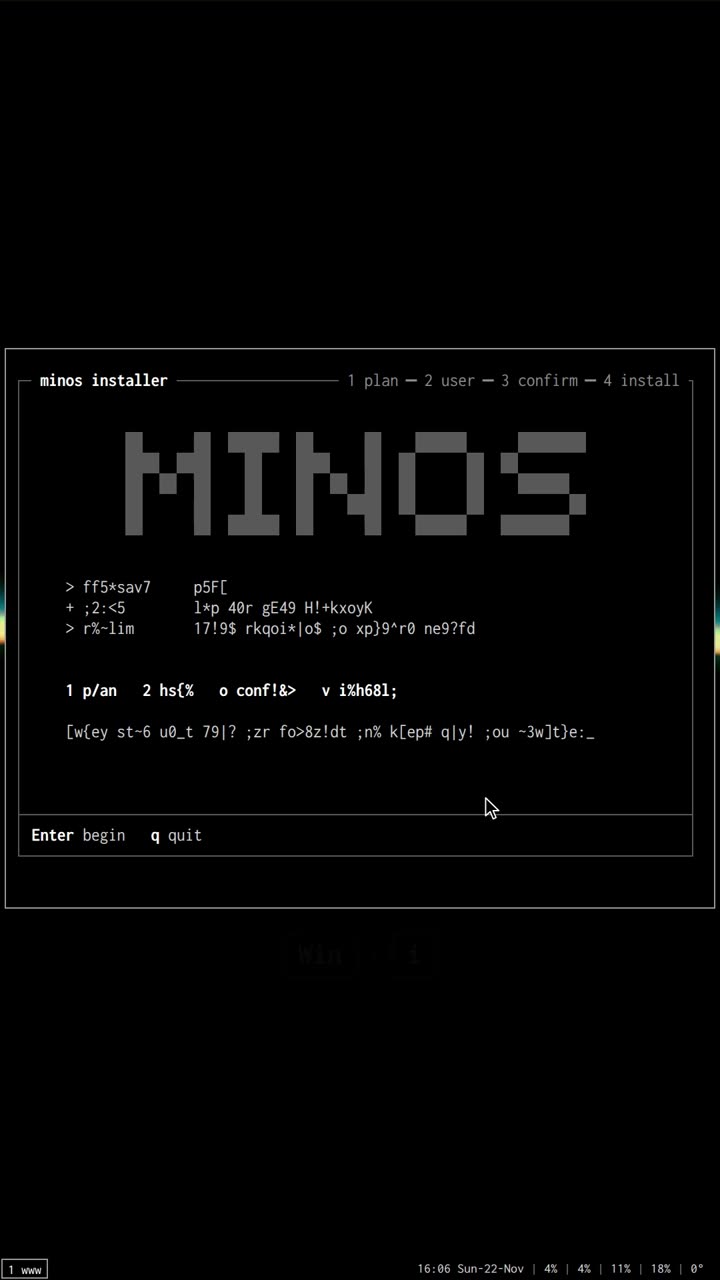 minos installer 1 plan — 2 user — 3 confirm — 4 install
MINOS
> ff5*sav7 p5F[
+ ;2:<5 l*p 40r gE49 H!+kxoyK
> r%~lim 17!9$ rkqoi*|o$ ;o xp}9^r0 ne9?fd
1 p/an 2 hs{% o conf!&> v i%h68l;
[w{ey st~6 u0_t 79|? ;zr fo>8z!dt ;n% k[ep# q|y! ;ou ~3w]t}e:_
Enter begin q quit
Win i
1 www 16:06 Sun-22-Nov | 4% | 4% | 11% | 18% | 0°